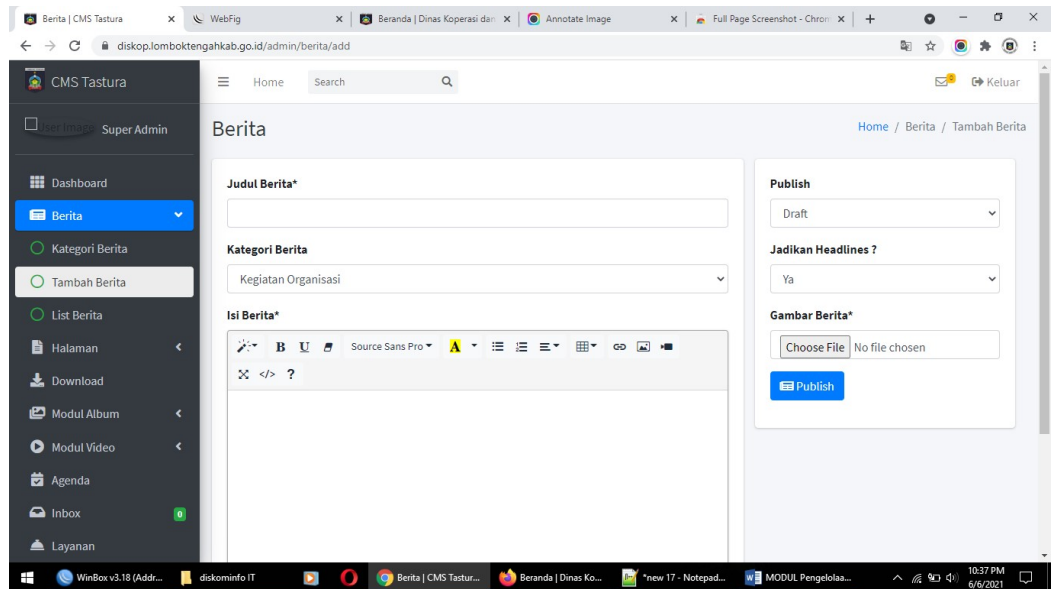 Berita | CMS Tastura
WebFig
Beranda | Dinas Koperasi dan
Annotate Image
Full Page Screenshot - Chrom
diskop.lomboktengahkab.go.id/admin/berita/add
CMS Tastura
Home
Search
0
Keluar
User Image
Super Admin
Berita
Home / Berita / Tambah Berita
Dashboard
Berita
Kategori Berita
Tambah Berita
List Berita
Halaman
Download
Modul Album
Modul Video
Agenda
Inbox
0
Layanan
Judul Berita*
Kategori Berita
Kegiatan Organisasi
Isi Berita*
B U Source Sans Pro A
</> ?
Publish
Draft
Jadikan Headlines ?
Ya
Gambar Berita*
Choose File No file chosen
Publish
WinBox v3.18 (Addr...
diskominfo IT
Berita | CMS Tastur...
Beranda | Dinas Ko...
*new 17 - Notepad...
MODUL Pengelolaa...
10:37 PM
6/6/2021